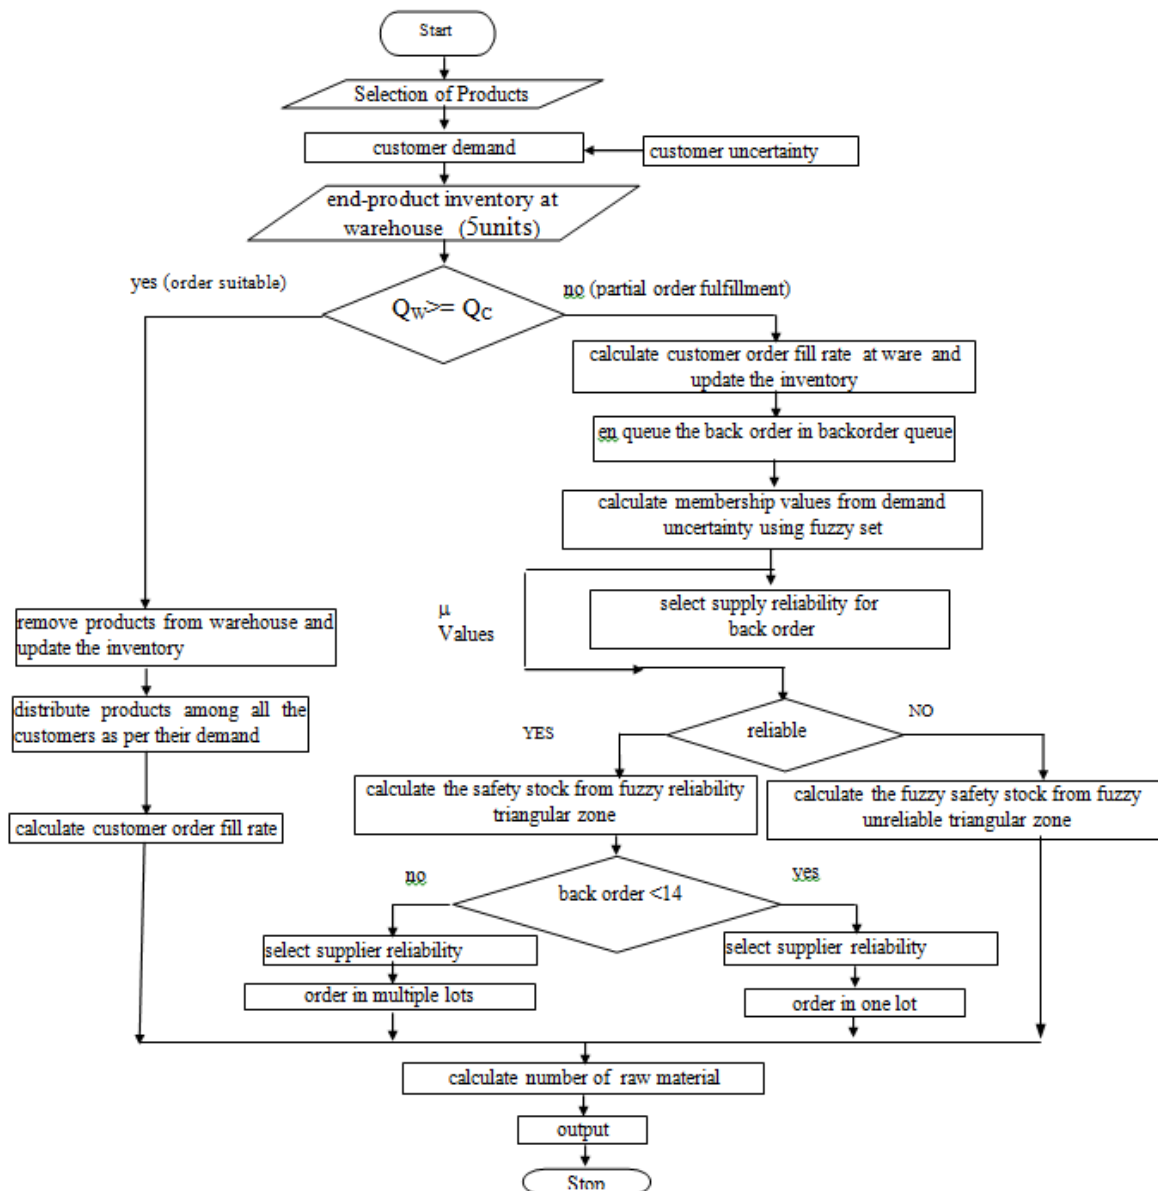 Start
Selection of Products
customer demand
customer uncertainty
end-product inventory at
warehouse (5units)
yes (order suitable)
no (partial order fulfillment)
QW>= QC
calculate customer order fill rate at ware and
update the inventory
en queue the back order in backorder queue
calculate membership values from demand
uncertainty using fuzzy set
μ
Values
select supply reliability for
back order
remove products from warehouse and
update the inventory
distribute products among all the
customers as per their demand
calculate customer order fill rate
reliable
YES
NO
calculate the safety stock from fuzzy reliability
triangular zone
calculate the fuzzy safety stock from fuzzy
unreliable triangular zone
no
back order <14
yes
select supplier reliability
order in multiple lots
select supplier reliability
order in one lot
calculate number of raw material
output
Stop